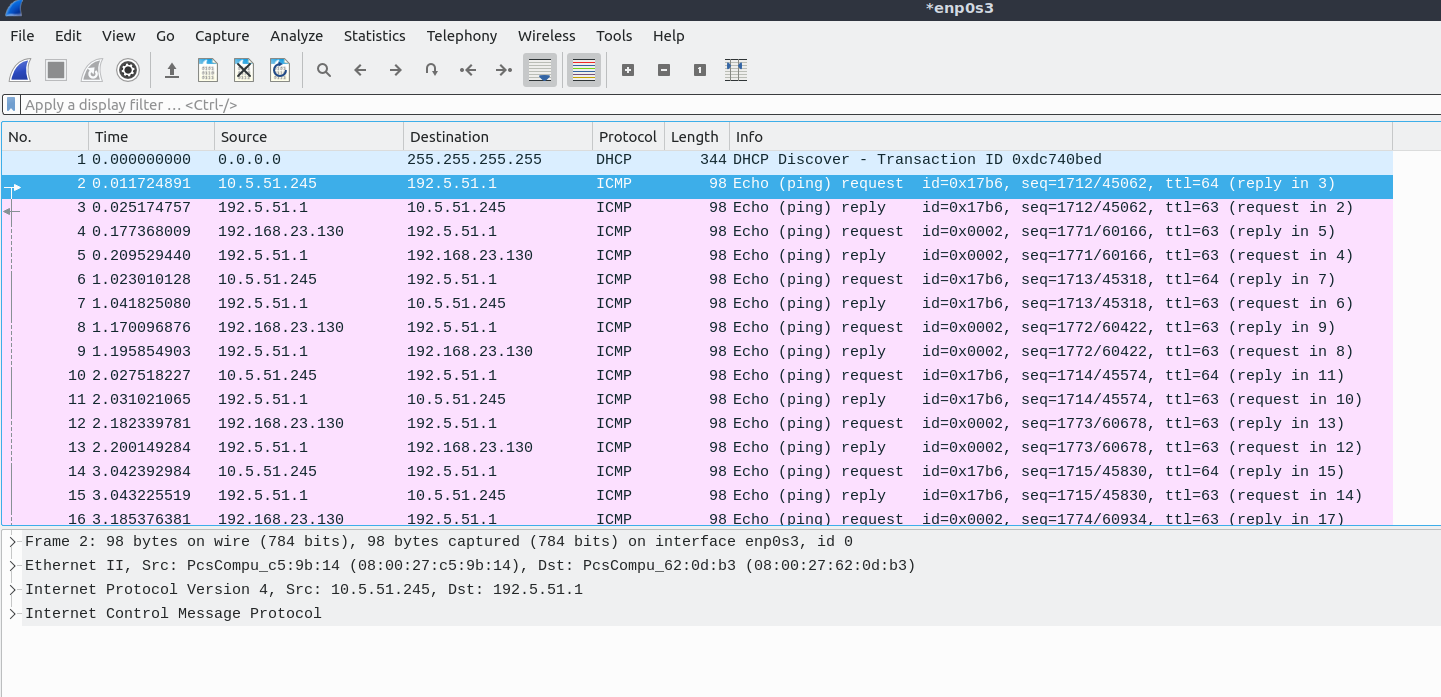 *enp0s3
File Edit View Go Capture Analyze Statistics Telephony Wireless Tools Help
Apply a display filter … <Ctrl-/>
No. Time Source Destination Protocol Length Info
1 0.000000000 0.0.0.0 255.255.255.255 DHCP 344 DHCP Discover - Transaction ID 0xdc740bed
2 0.011724891 10.5.51.245 192.5.51.1 ICMP 98 Echo (ping) request id=0x17b6, seq=1712/45062, ttl=64 (reply in 3)
3 0.025174757 192.5.51.1 10.5.51.245 ICMP 98 Echo (ping) reply id=0x17b6, seq=1712/45062, ttl=63 (request in 2)
4 0.177368009 192.168.23.130 192.5.51.1 ICMP 98 Echo (ping) request id=0x0002, seq=1771/60166, ttl=63 (reply in 5)
5 0.209529440 192.5.51.1 192.168.23.130 ICMP 98 Echo (ping) reply id=0x0002, seq=1771/60166, ttl=63 (request in 4)
6 1.023010128 10.5.51.245 192.5.51.1 ICMP 98 Echo (ping) request id=0x17b6, seq=1713/45318, ttl=64 (reply in 7)
7 1.041825080 192.5.51.1 10.5.51.245 ICMP 98 Echo (ping) reply id=0x17b6, seq=1713/45318, ttl=63 (request in 6)
8 1.170096876 192.168.23.130 192.5.51.1 ICMP 98 Echo (ping) request id=0x0002, seq=1772/60422, ttl=63 (reply in 9)
9 1.195854903 192.5.51.1 192.168.23.130 ICMP 98 Echo (ping) reply id=0x0002, seq=1772/60422, ttl=63 (request in 8)
10 2.027518227 10.5.51.245 192.5.51.1 ICMP 98 Echo (ping) request id=0x17b6, seq=1714/45574, ttl=64 (reply in 11)
11 2.031021065 192.5.51.1 10.5.51.245 ICMP 98 Echo (ping) reply id=0x17b6, seq=1714/45574, ttl=63 (request in 10)
12 2.182339781 192.168.23.130 192.5.51.1 ICMP 98 Echo (ping) request id=0x0002, seq=1773/60678, ttl=63 (reply in 13)
13 2.200149284 192.5.51.1 192.168.23.130 ICMP 98 Echo (ping) reply id=0x0002, seq=1773/60678, ttl=63 (request in 12)
14 3.042392984 10.5.51.245 192.5.51.1 ICMP 98 Echo (ping) request id=0x17b6, seq=1715/45830, ttl=64 (reply in 15)
15 3.043225519 192.5.51.1 10.5.51.245 ICMP 98 Echo (ping) reply id=0x17b6, seq=1715/45830, ttl=63 (request in 14)
16 3.185376381 192.168.23.130 192.5.51.1 ICMP 98 Echo (ping) request id=0x0002, seq=1774/60934, ttl=63 (reply in 17)
Frame 2: 98 bytes on wire (784 bits), 98 bytes captured (784 bits) on interface enp0s3, id 0
Ethernet II, Src: PcsCompu_c5:9b:14 (08:00:27:c5:9b:14), Dst: PcsCompu_62:0d:b3 (08:00:27:62:0d:b3)
Internet Protocol Version 4, Src: 10.5.51.245, Dst: 192.5.51.1
Internet Control Message Protocol